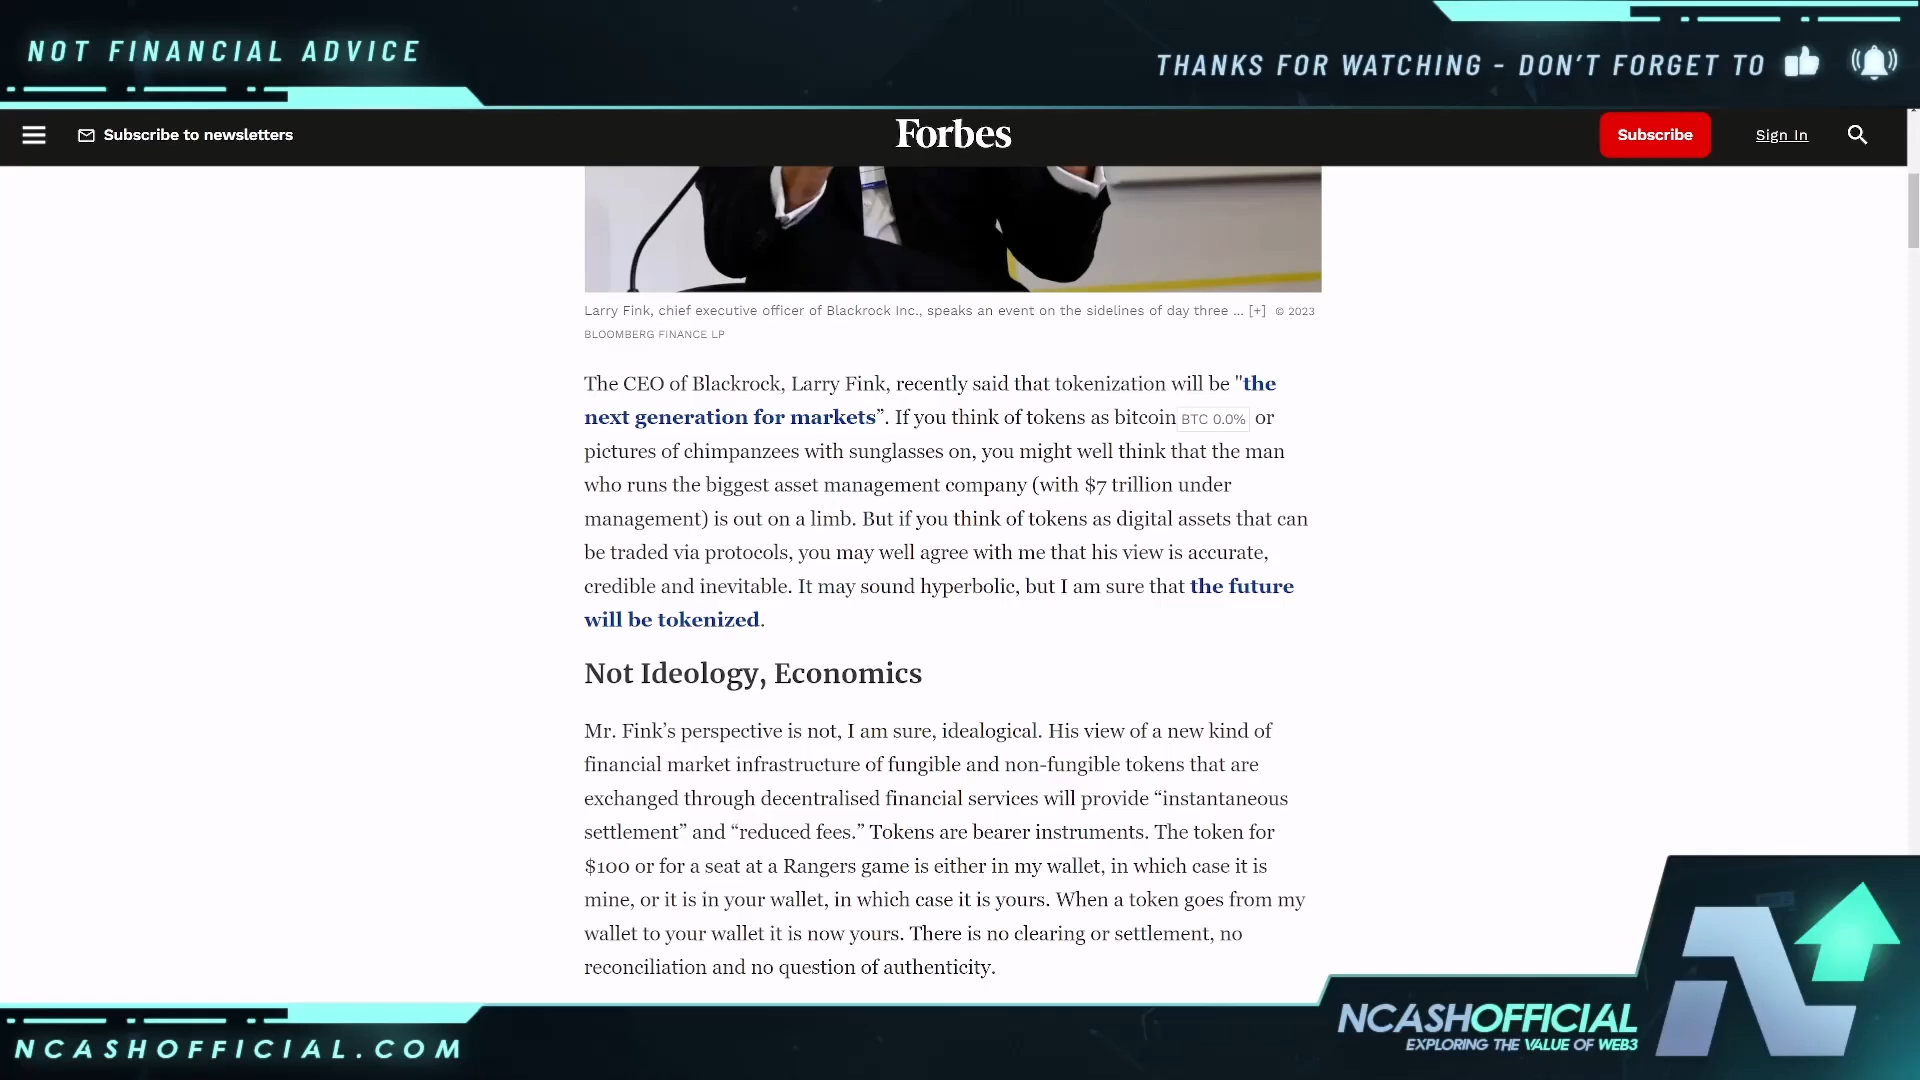 NOT FINANCIAL ADVICE
THANKS FOR WATCHING - DON'T FORGET TO
Subscribe to newsletters
Forbes
Subscribe
Sign In
Larry Fink, chief executive officer of Blackrock Inc., speaks an event on the sidelines of day three ... [+] © 2023
BLOOMBERG FINANCE LP
The CEO of Blackrock, Larry Fink, recently said that tokenization will be "the
next generation for markets”. If you think of tokens as bitcoin BTC 0.0% or
pictures of chimpanzees with sunglasses on, you might well think that the man
who runs the biggest asset management company (with $7 trillion under
management) is out on a limb. But if you think of tokens as digital assets that can
be traded via protocols, you may well agree with me that his view is accurate,
credible and inevitable. It may sound hyperbolic, but I am sure that the future
will be tokenized.
Not Ideology, Economics
Mr. Fink’s perspective is not, I am sure, idealogical. His view of a new kind of
financial market infrastructure of fungible and non-fungible tokens that are
exchanged through decentralised financial services will provide “instantaneous
settlement” and “reduced fees.” Tokens are bearer instruments. The token for
$100 or for a seat at a Rangers game is either in my wallet, in which case it is
mine, or it is in your wallet, in which case it is yours. When a token goes from my
wallet to your wallet it is now yours. There is no clearing or settlement, no
reconciliation and no question of authenticity.
NCASHOFFICIAL.COM
NCASHOFFICIAL
EXPLORING THE VALUE OF WEB3